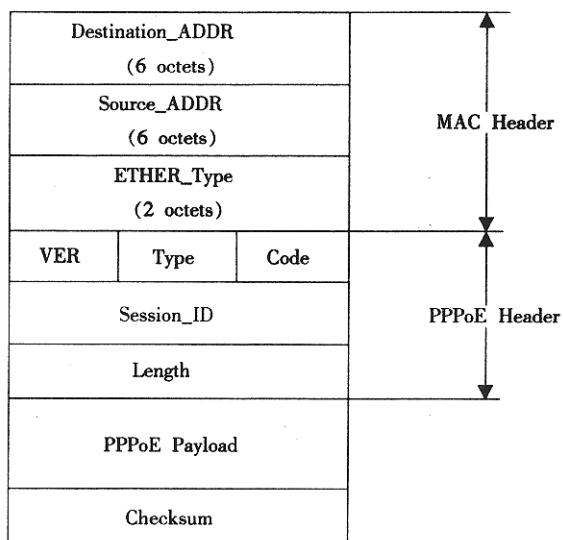 Destination_ADDR
(6 octets)
Source_ADDR
(6 octets)
MAC Header
ETHER_Type
(2 octets)
VER
Type
Code
Session_ID
PPPoE Header
Length
PPPoE Payload
Checksum